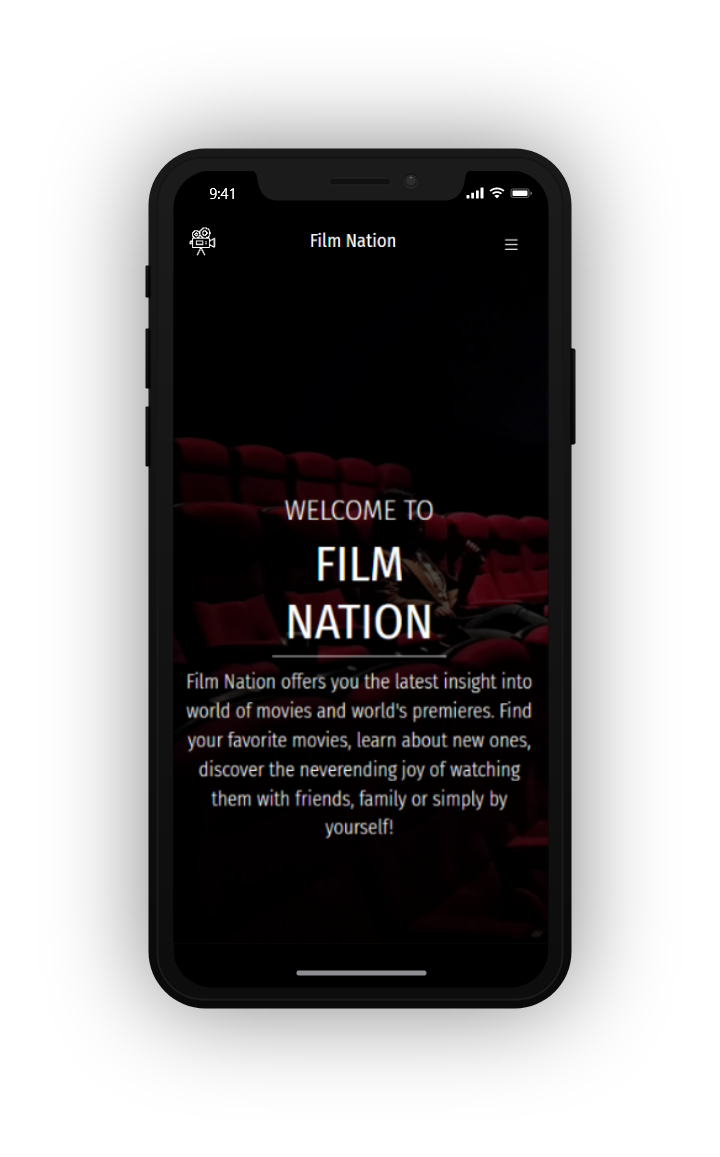 9:41
Film Nation
WELCOME TO
FILM
NATION
Film Nation offers you the latest insight into
world of movies and world's premieres. Find
your favorite movies, learn about new ones,
discover the neverending joy of watching
them with friends, family or simply by
yourself!